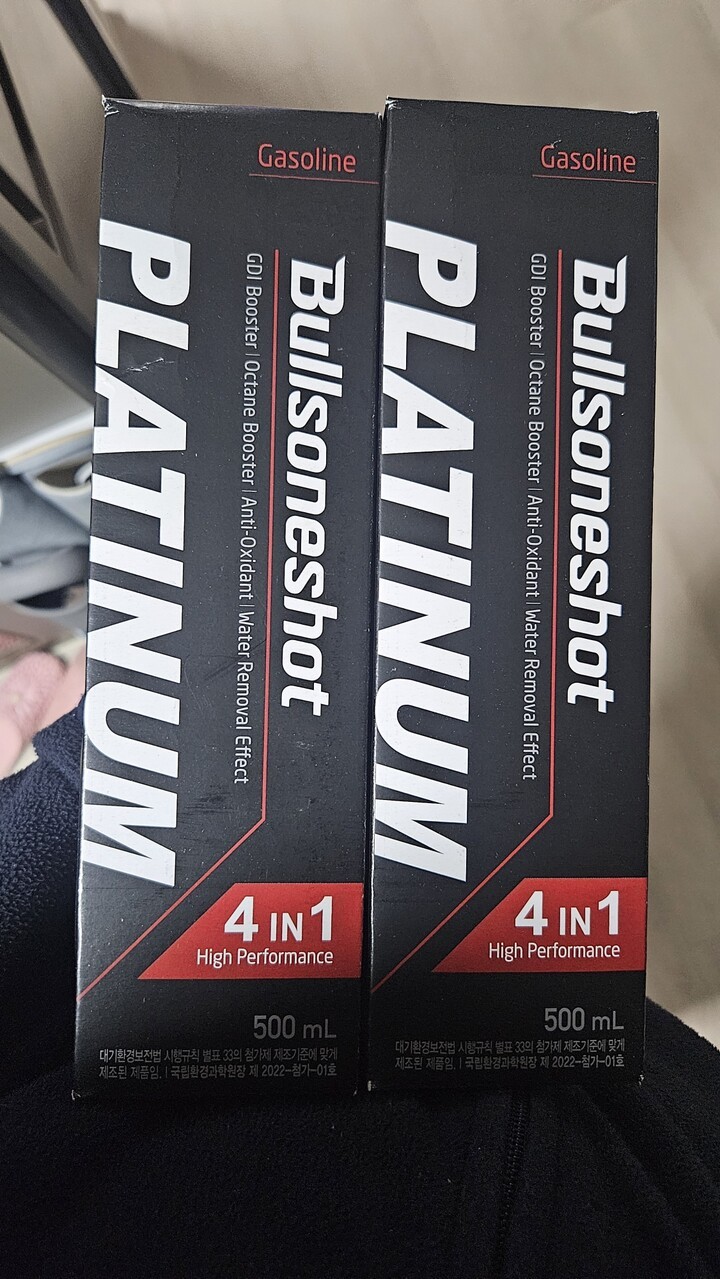 Gasoline
Bullsoneshot
GDI Booster | Octane Booster | Anti-Oxidant | Water Removal Effect
PLATINUM
4 IN 1
High Performance
500 mL
대기환경보전법 시행규칙 별표 33의 첨가제 제조기준에 맞게
제조된 제품임. | 국립환경과학원장 제 2022-첨가-01호
Gasoline
Bullsoneshot
GDI Booster | Octane Booster | Anti-Oxidant | Water Removal Effect
PLATINUM
4 IN 1
High Performance
500 mL
대기환경보전법 시행규칙 별표 33의 첨가제 제조기준에 맞게
제조된 제품임. | 국립환경과학원장 제 2022-첨가-01호